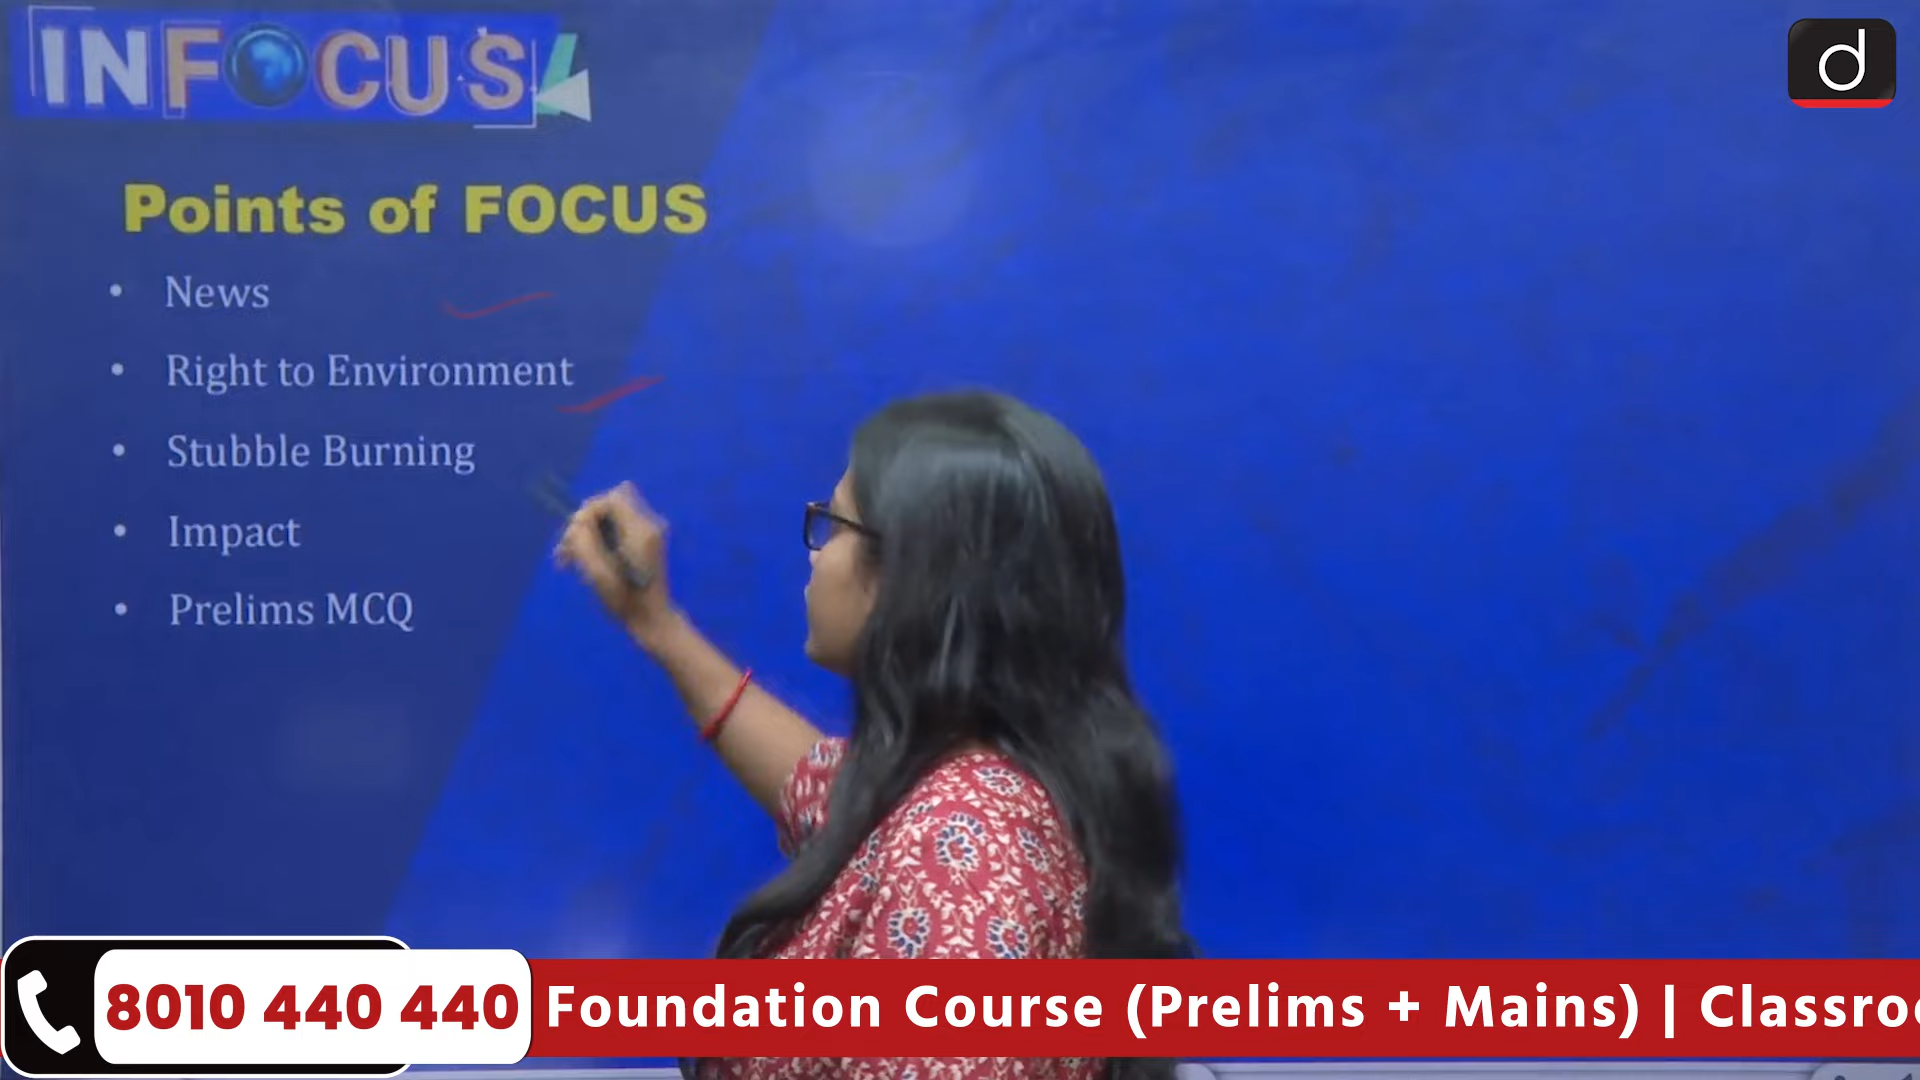 INFOCUS
d
Points of FOCUS
• News
• Right to Environment
• Stubble Burning
• Impact
• Prelims MCQ
8010 440 440 Foundation Course (Prelims + Mains) | Classroo